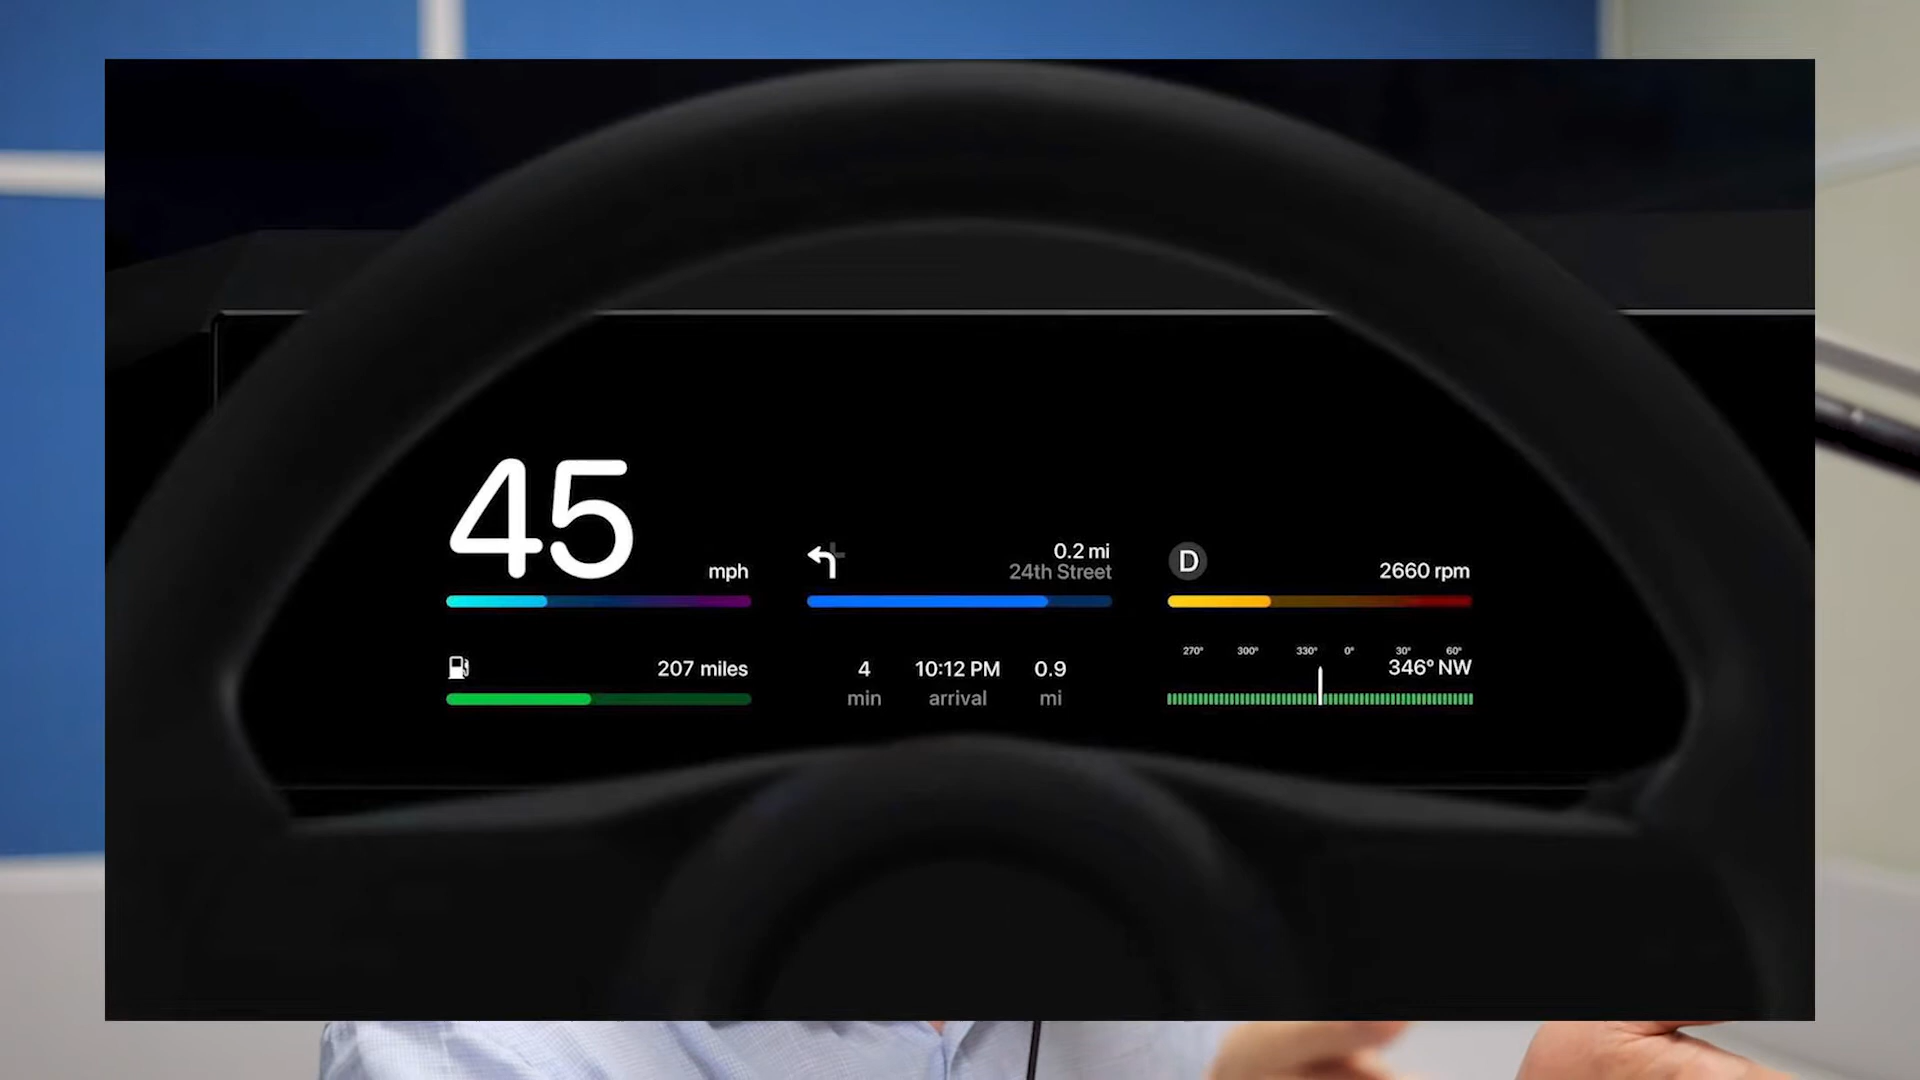 45
mph
207 miles
0.2 mi
24th Street
4 10:12 PM 0.9
min arrival mi
D
2660 rpm
270° 300° 330° 0° 30° 60°
346° NW